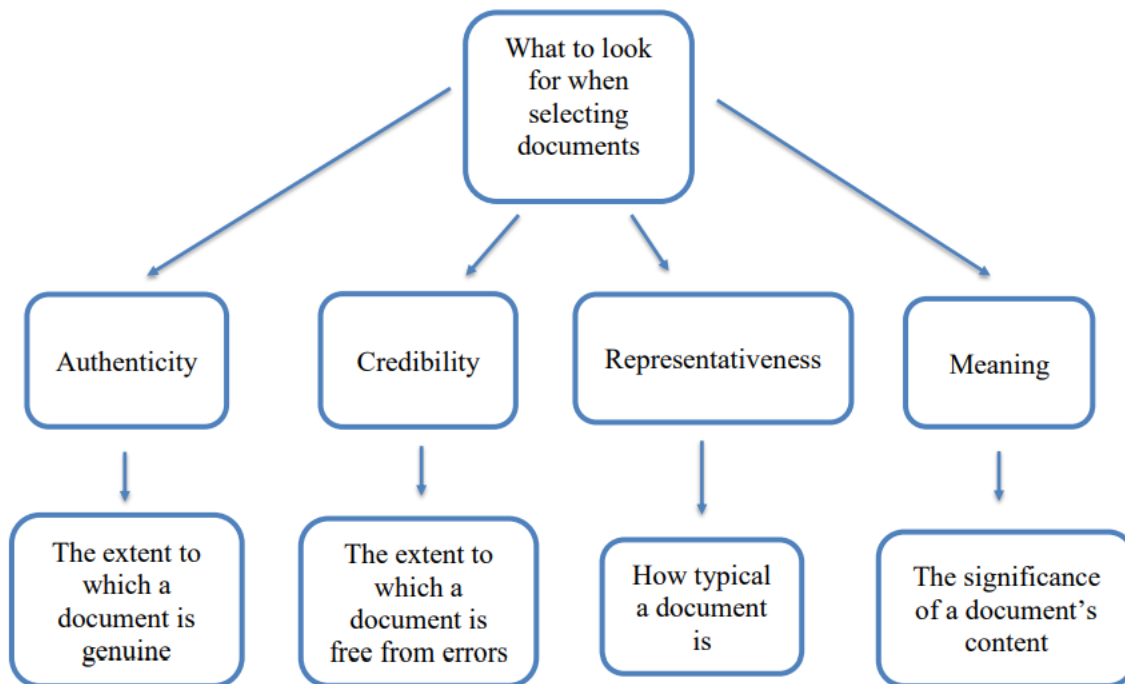 What to look
for when
selecting
documents
Authenticity
Credibility
Representativeness
Meaning
The extent to
which a
document is
genuine
The extent to
which a
document is
free from errors
How typical
a document
is
The significance
of a document’s
content